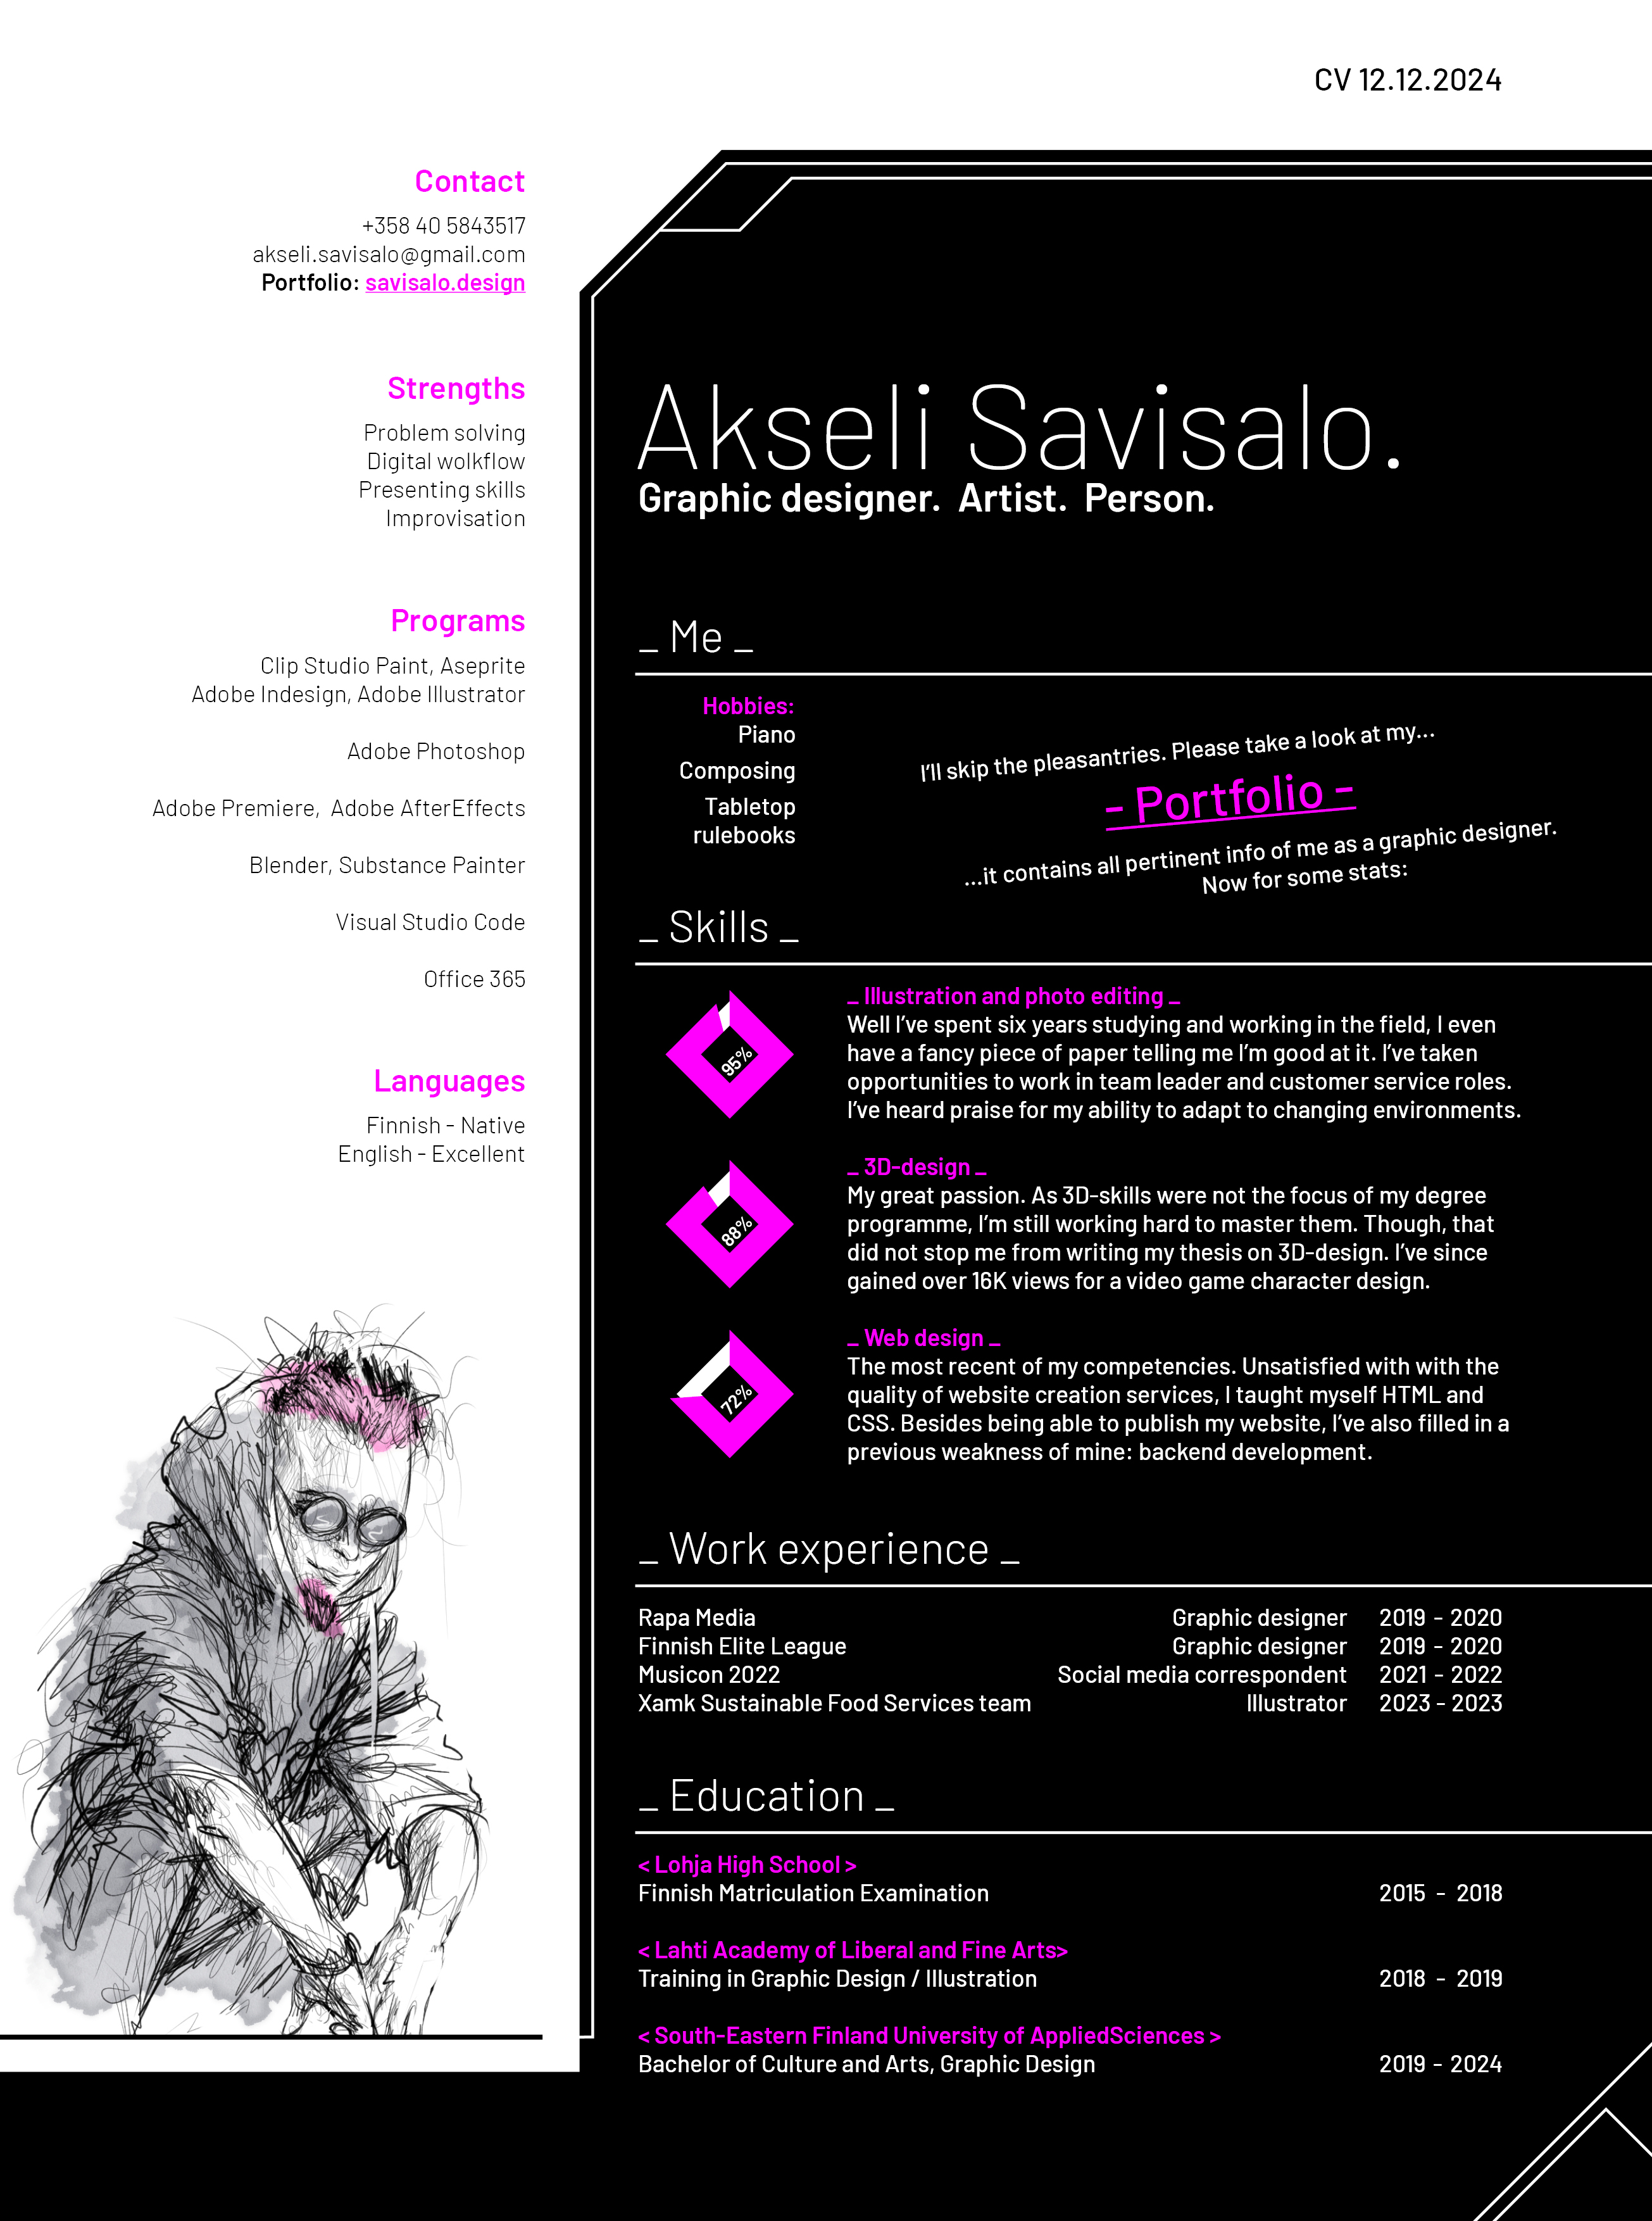 CV 12.12.2024
Contact
+358 40 5843517
akseli.savisalo@gmail.com
Portfolio: savisalo.design
Strengths
Problem solving
Digital wolkflow
Presenting skills
Improvisation
Programs
Clip Studio Paint, Aseprite
Adobe Indesign, Adobe Illustrator
Adobe Photoshop
Adobe Premiere, Adobe AfterEffects
Blender, Substance Painter
Visual Studio Code
Office 365
Languages
Finnish - Native
English - Excellent
Akseli Savisalo.
Graphic designer. Artist. Person.
_ Me _
Hobbies:
Piano
Composing
Tabletop
rulebooks
I'll skip the pleasantries. Please take a look at my...
- Portfolio -
...it contains all pertinent info of me as a graphic designer.
Now for some stats:
_ Skills _
95%
_ Illustration and photo editing _
Well I've spent six years studying and working in the field, I even
have a fancy piece of paper telling me I'm good at it. I've taken
opportunities to work in team leader and customer service roles.
I've heard praise for my ability to adapt to changing environments.
88%
_ 3D-design _
My great passion. As 3D-skills were not the focus of my degree
programme, I'm still working hard to master them. Though, that
did not stop me from writing my thesis on 3D-design. I've since
gained over 16K views for a video game character design.
72%
_ Web design _
The most recent of my competencies. Unsatisfied with with the
quality of website creation services, I taught myself HTML and
CSS. Besides being able to publish my website, I've also filled in a
previous weakness of mine: backend development.
_ Work experience _
Rapa Media Graphic designer 2019 - 2020
Finnish Elite League Graphic designer 2019 - 2020
Musicon 2022 Social media correspondent 2021 - 2022
Xamk Sustainable Food Services team Illustrator 2023 - 2023
_ Education _
< Lohja High School >
Finnish Matriculation Examination 2015 - 2018
< Lahti Academy of Liberal and Fine Arts>
Training in Graphic Design / Illustration 2018 - 2019
< South-Eastern Finland University of AppliedSciences >
Bachelor of Culture and Arts, Graphic Design 2019 - 2024